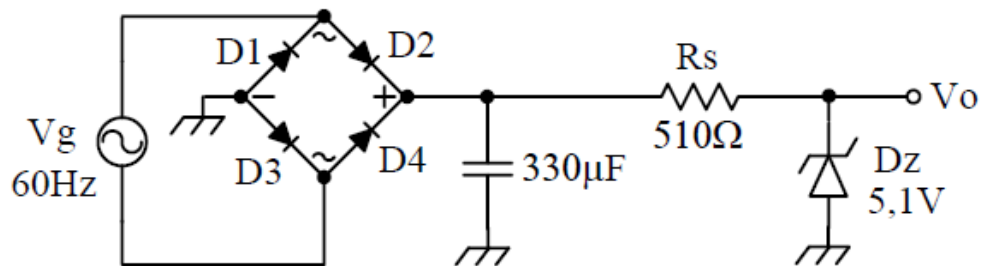 D1
~
D2
Rs
Vo
−
+
Vg
510Ω
60Hz
D3
~
D4
330μF
Dz
5,1V